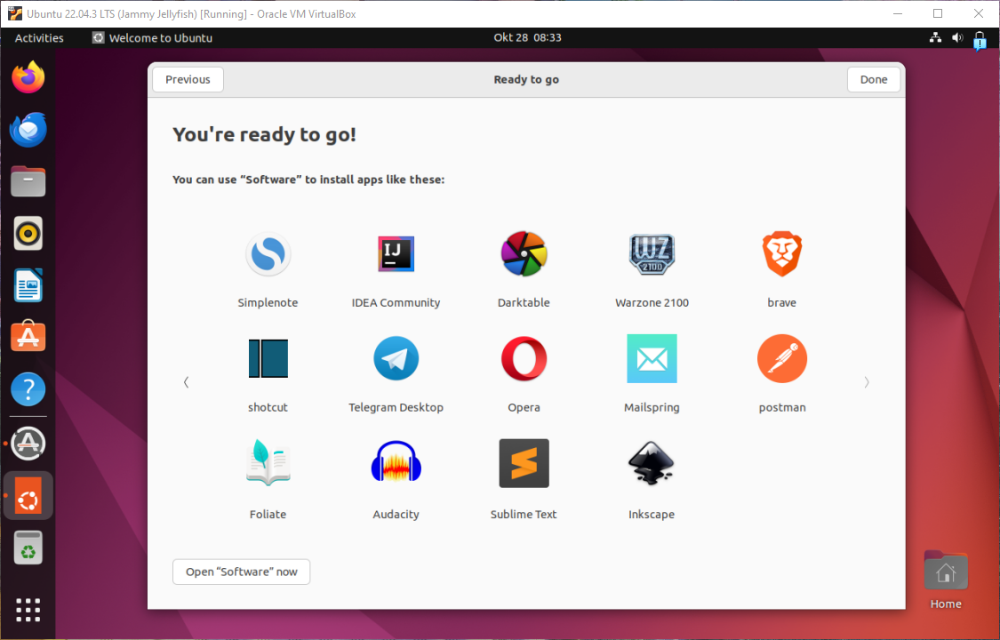 Ubuntu 22.04.3 LTS (Jammy Jellyfish) [Running] - Oracle VM VirtualBox
Activities Welcome to Ubuntu Okt 28 08:33
Previous Ready to go Done
You're ready to go!
You can use “Software” to install apps like these:
IJ WZ 2100
Simplenote IDEA Community Darktable Warzone 2100 brave
shotcut Telegram Desktop Opera Mailspring postman
Foliate Audacity Sublime Text Inkscape
Open “Software” now
Home